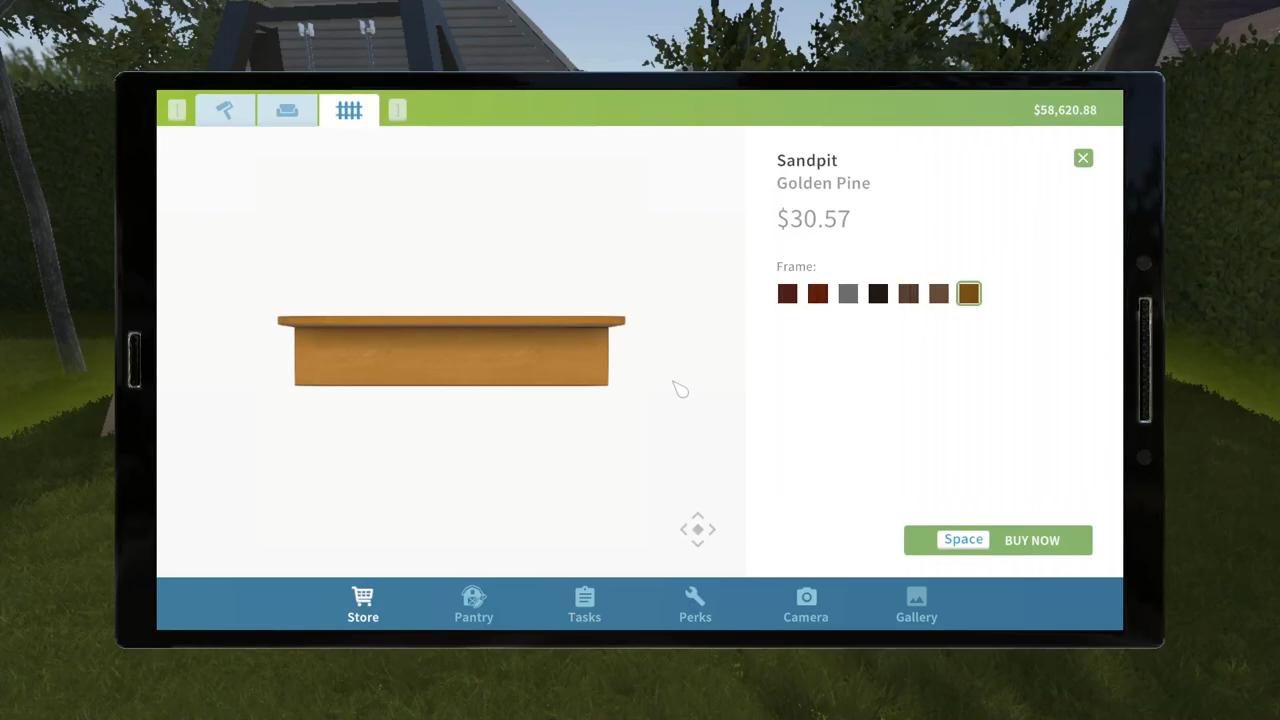 $58,620.88
Sandpit
Golden Pine
$30.57
Frame:
Space BUY NOW
Store Pantry Tasks Perks Camera Gallery